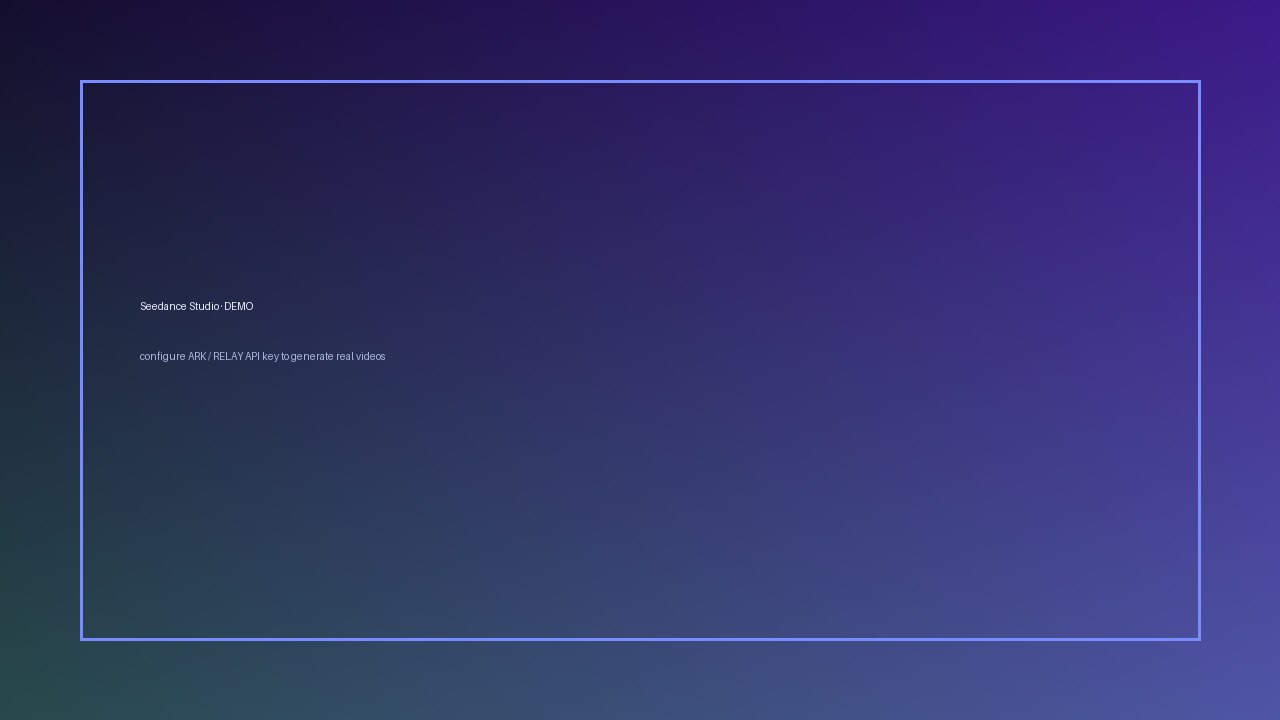 Seedance Studio · DEMO
configure ARK / RELAY API key to generate real videos